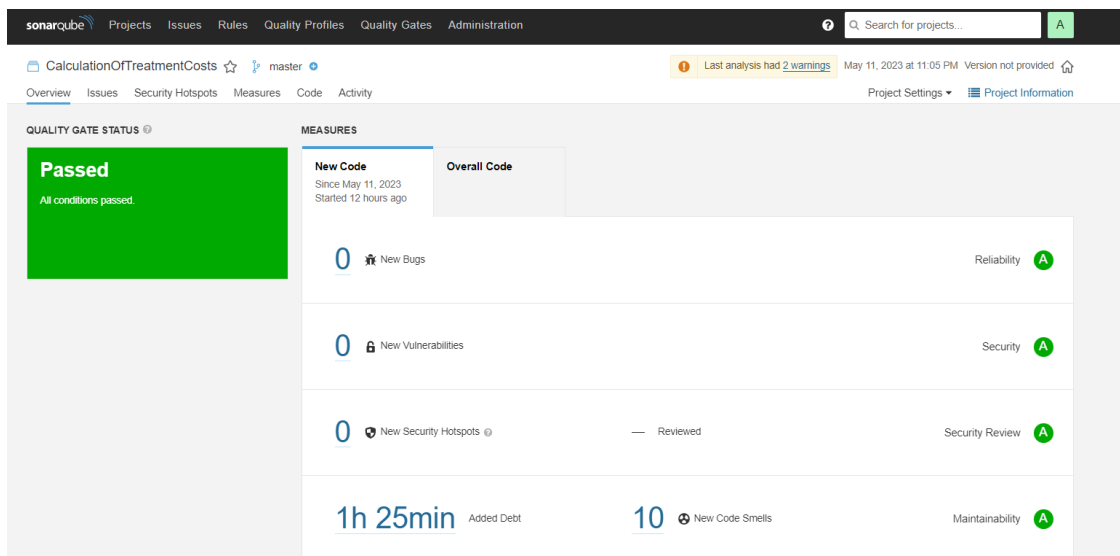 sonarqube Projects Issues Rules Quality Profiles Quality Gates Administration ? Search for projects... A
CalculationOfTreatmentCosts master Last analysis had 2 warnings May 11, 2023 at 11:05 PM Version not provided
Overview Issues Security Hotspots Measures Code Activity Project Settings Project Information
QUALITY GATE STATUS ? MEASURES
Passed
All conditions passed.
New Code Overall Code
Since May 11, 2023
Started 12 hours ago
0 New Bugs Reliability A
0 New Vulnerabilities Security A
0 New Security Hotspots ? — Reviewed Security Review A
1h 25min Added Debt 10 New Code Smells Maintainability A